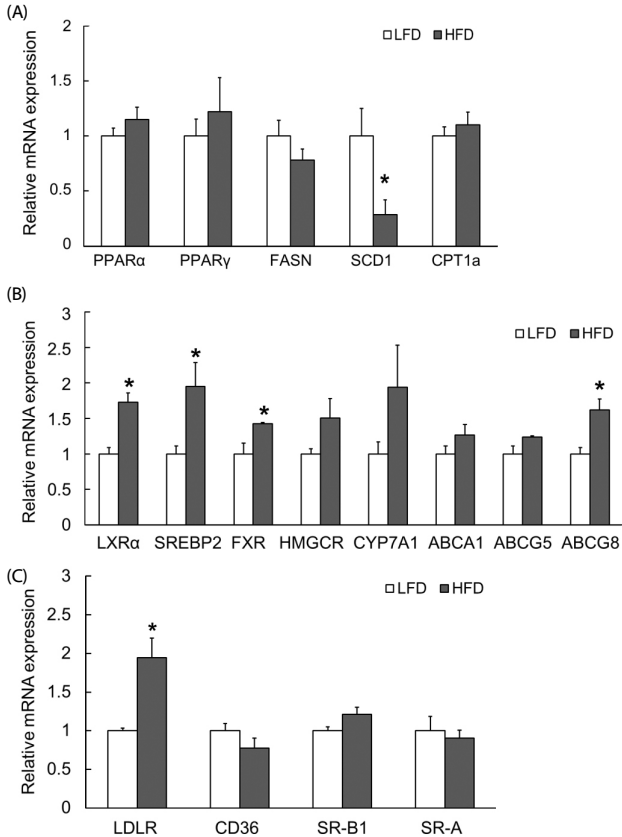 (A)
Relative mRNA expression
2
1.5
1
0.5
0
LFD HFD
*
PPARα PPARγ FASN SCD1 CPT1a
(B)
Relative mRNA expression
3
2.5
2
1.5
1
0.5
0
LFD HFD
* * * *
LXRα SREBP2 FXR HMGCR CYP7A1 ABCA1 ABCG5 ABCG8
(C)
Relative mRNA expression
3
2.5
2
1.5
1
0.5
0
LFD HFD
*
LDLR CD36 SR-B1 SR-A